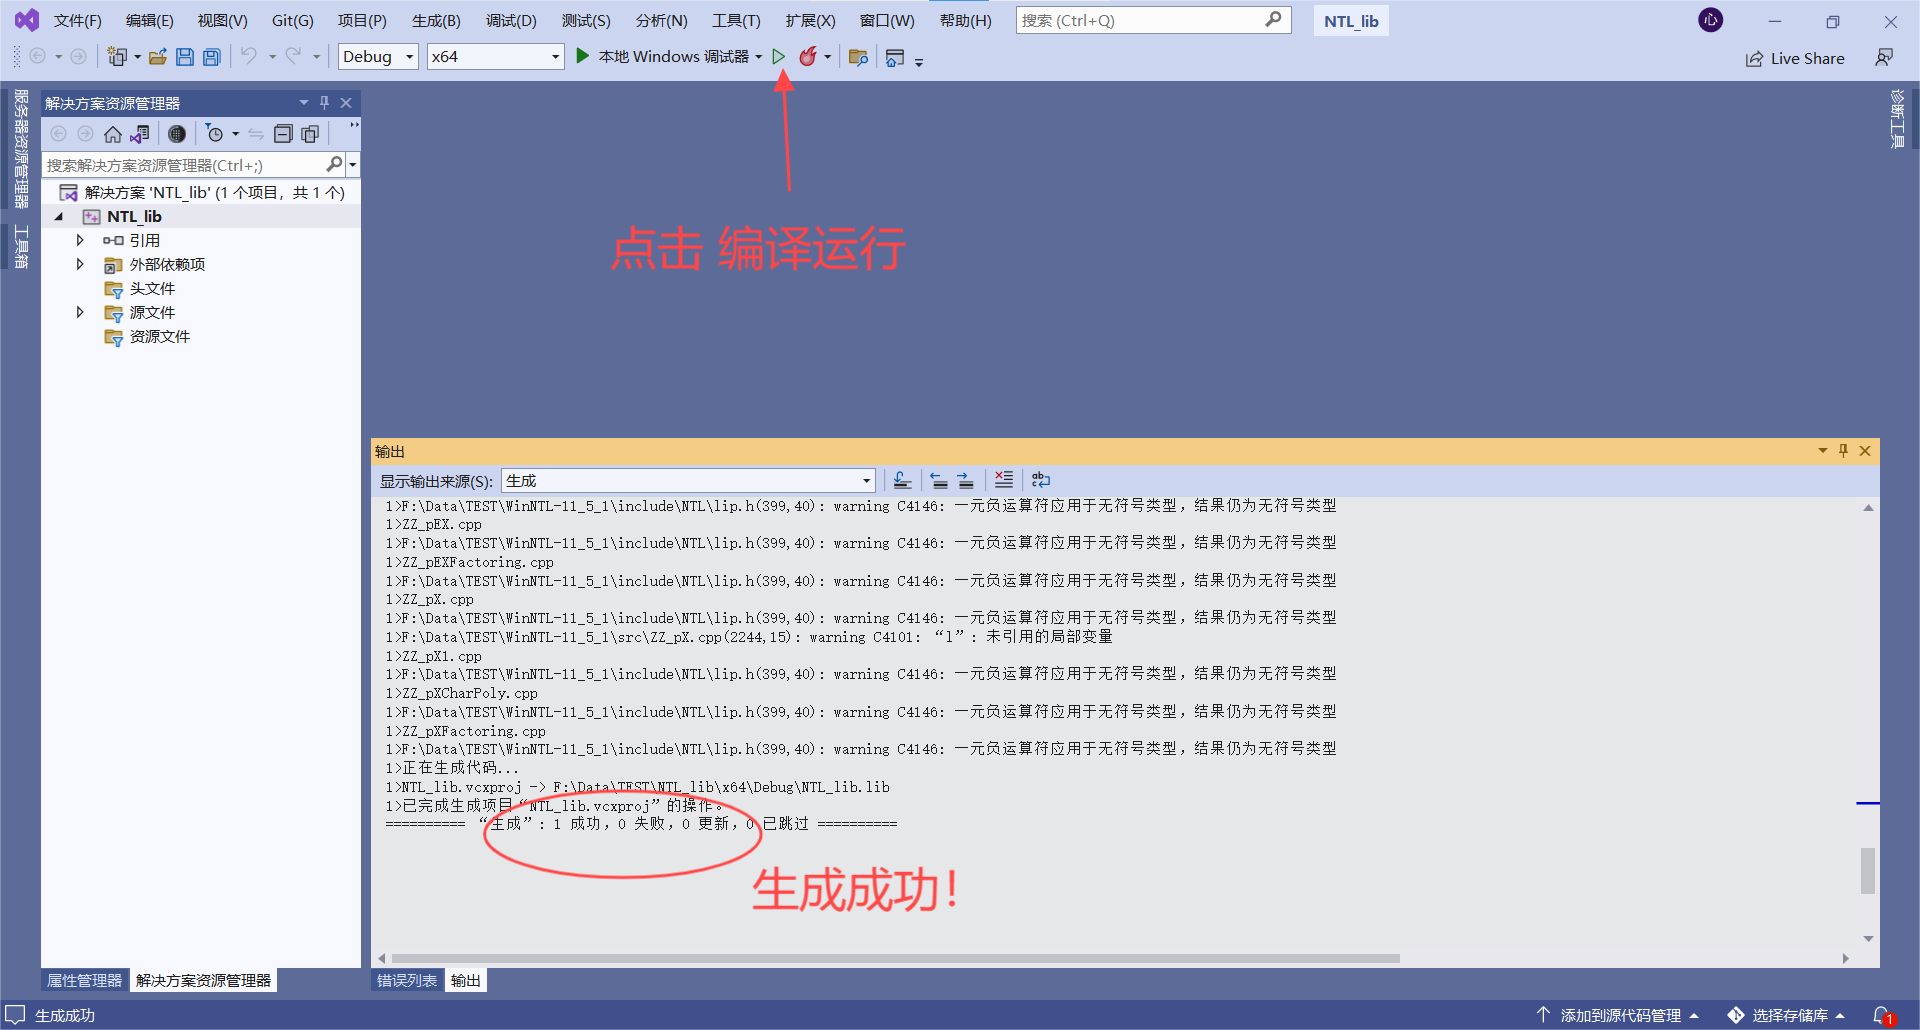 文件(F) 编辑(E) 视图(V) Git(G) 项目(P) 生成(B) 调试(D) 测试(S) 分析(N) 工具(T) 扩展(X) 窗口(W) 帮助(H) 搜索 (Ctrl+Q) NTL_lib
Debug x64 本地 Windows 调试器 Live Share
服务器资源管理器
工具箱
解决方案资源管理器
搜索解决方案资源管理器(Ctrl+;)
解决方案 'NTL_lib' (1 个项目，共 1 个)
NTL_lib
引用
外部依赖项
头文件
源文件
资源文件
诊断工具
点击 编译运行
输出
显示输出来源(S): 生成
1>F:\Data\TEST\WinNTL-11_5_1\include\NTL\lip.h(399,40): warning C4146: 一元负运算符应用于无符号类型，结果仍为无符号类型
1>ZZ_pEX.cpp
1>F:\Data\TEST\WinNTL-11_5_1\include\NTL\lip.h(399,40): warning C4146: 一元负运算符应用于无符号类型，结果仍为无符号类型
1>ZZ_pEXFactoring.cpp
1>F:\Data\TEST\WinNTL-11_5_1\include\NTL\lip.h(399,40): warning C4146: 一元负运算符应用于无符号类型，结果仍为无符号类型
1>ZZ_pX.cpp
1>F:\Data\TEST\WinNTL-11_5_1\include\NTL\lip.h(399,40): warning C4146: 一元负运算符应用于无符号类型，结果仍为无符号类型
1>F:\Data\TEST\WinNTL-11_5_1\src\ZZ_pX.cpp(2244,15): warning C4101: “l”: 未引用的局部变量
1>ZZ_pX1.cpp
1>F:\Data\TEST\WinNTL-11_5_1\include\NTL\lip.h(399,40): warning C4146: 一元负运算符应用于无符号类型，结果仍为无符号类型
1>ZZ_pXCharPoly.cpp
1>F:\Data\TEST\WinNTL-11_5_1\include\NTL\lip.h(399,40): warning C4146: 一元负运算符应用于无符号类型，结果仍为无符号类型
1>ZZ_pXFactoring.cpp
1>F:\Data\TEST\WinNTL-11_5_1\include\NTL\lip.h(399,40): warning C4146: 一元负运算符应用于无符号类型，结果仍为无符号类型
1>正在生成代码...
1>NTL_lib.vcxproj -> F:\Data\TEST\NTL_lib\x64\Debug\NTL_lib.lib
1>已完成生成项目“NTL_lib.vcxproj”的操作。
========== “生成”: 1 成功，0 失败，0 更新，0 已跳过 ==========
生成成功！
属性管理器 解决方案资源管理器 错误列表 输出
生成成功 添加到源代码管理 选择存储库 1